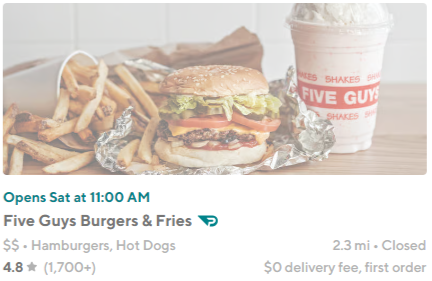 SHAKES SHAKES
FIVE GUYS
SHAKES
Opens Sat at 11:00 AM
Five Guys Burgers & Fries
$$ • Hamburgers, Hot Dogs
2.3 mi • Closed
4.8 ★ (1,700+)
$0 delivery fee, first order